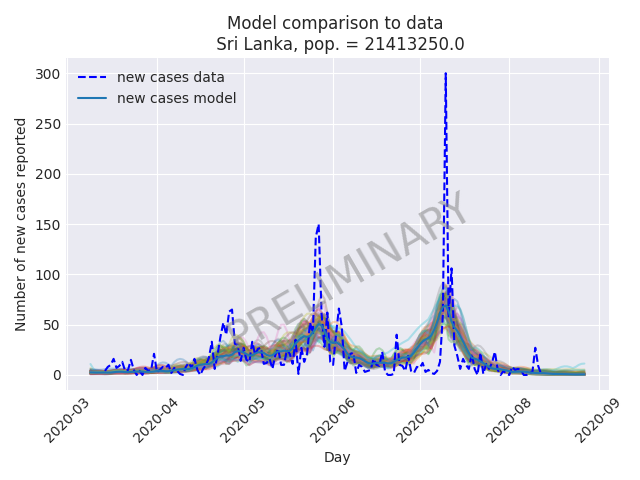 Model comparison to data
Sri Lanka, pop. = 21413250.0
new cases data
new cases model
Number of new cases reported
300
250
200
150
100
50
0
PRELIMINARY
2020-03
2020-04
2020-05
2020-06
2020-07
2020-08
2020-09
Day